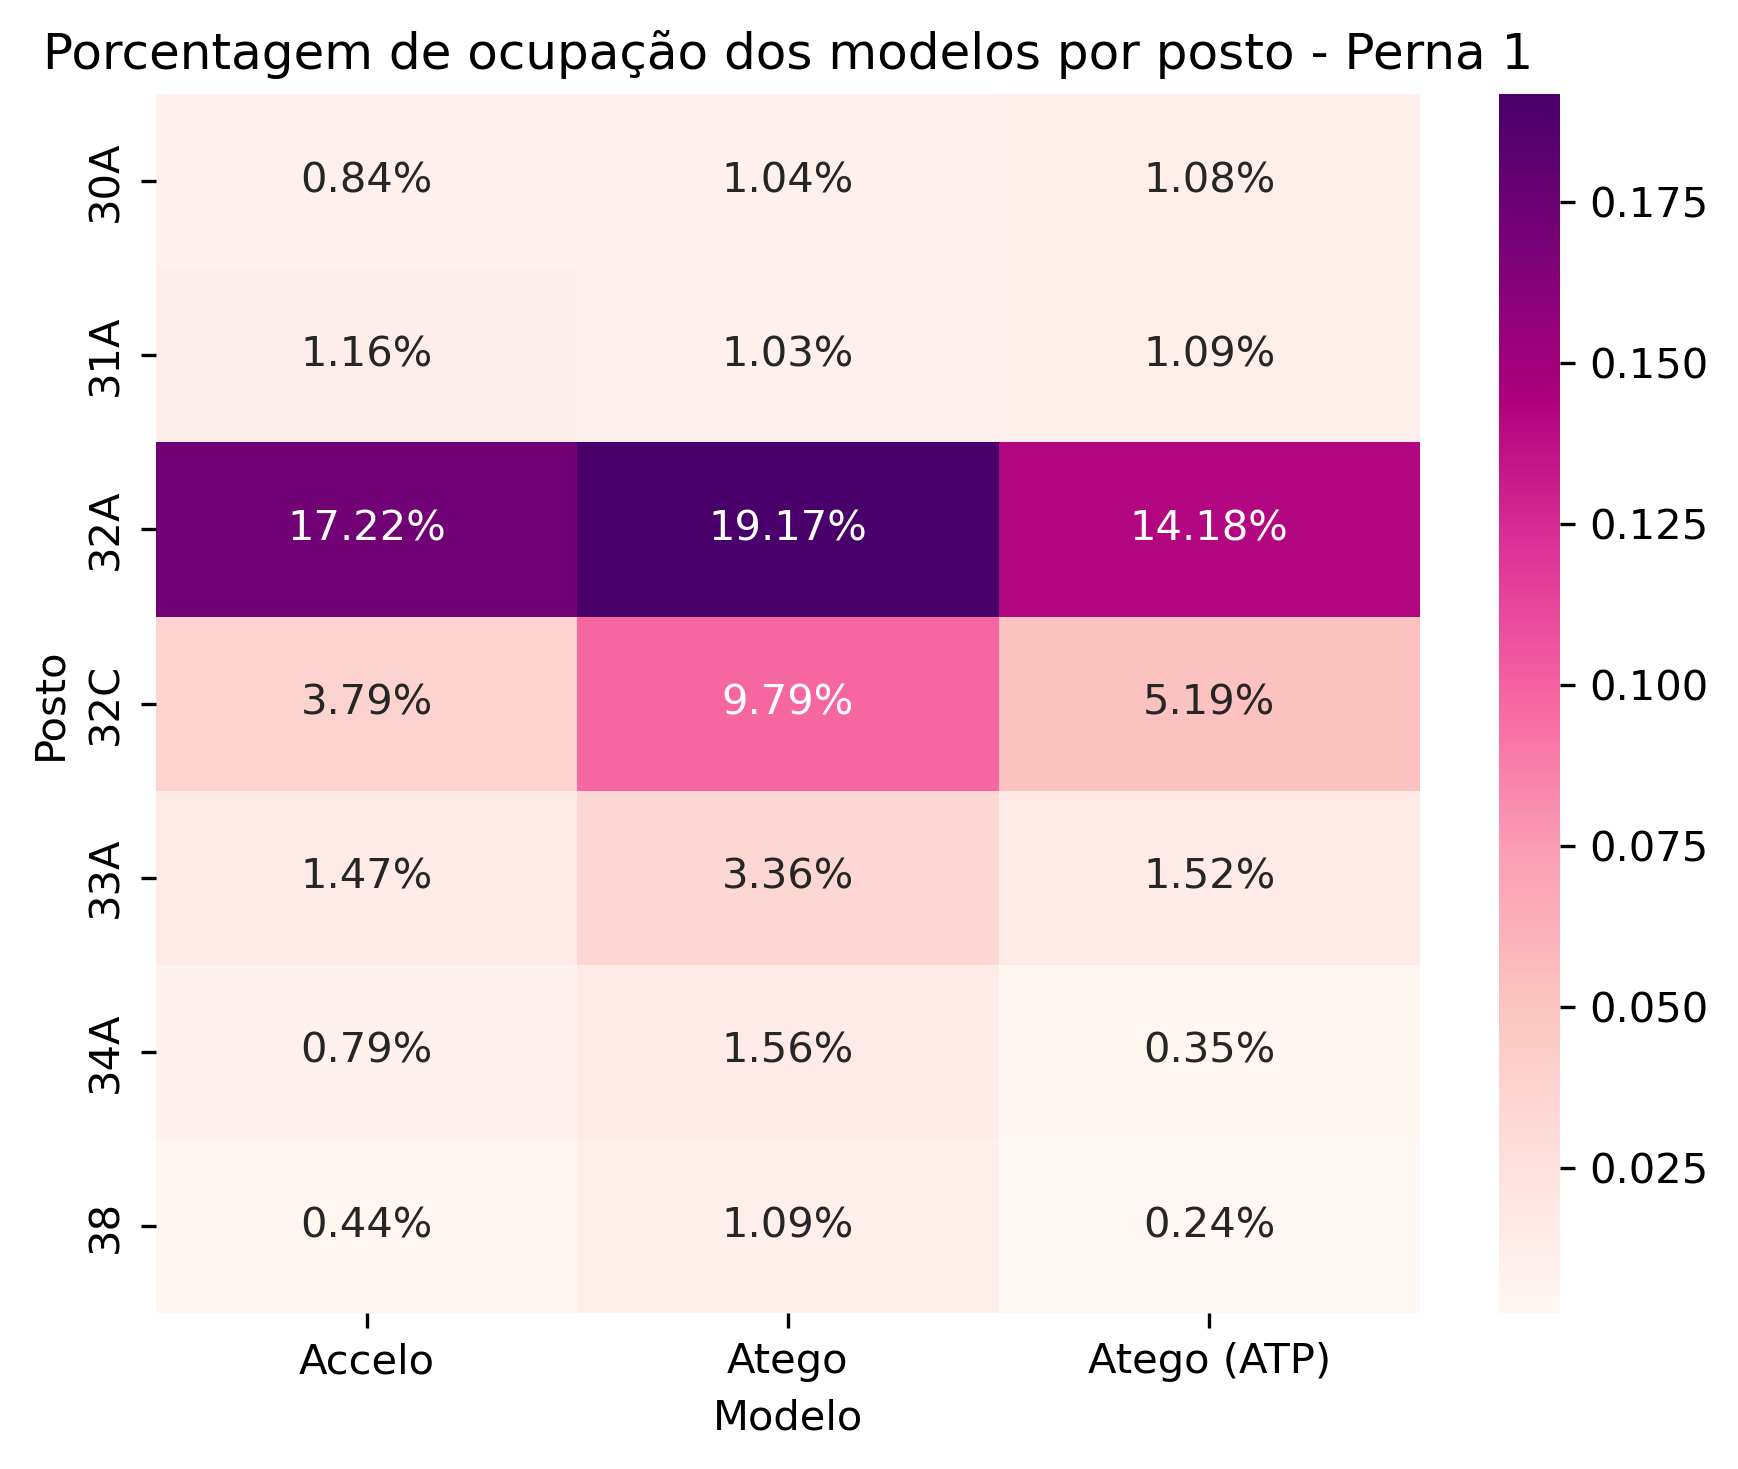 Porcentagem de ocupação dos modelos por posto - Perna 1
Posto
30A 0.84% 1.04% 1.08%
31A 1.16% 1.03% 1.09%
32A 17.22% 19.17% 14.18%
32C 3.79% 9.79% 5.19%
33A 1.47% 3.36% 1.52%
34A 0.79% 1.56% 0.35%
38 0.44% 1.09% 0.24%
Accelo Atego Atego (ATP)
Modelo
0.175
0.150
0.125
0.100
0.075
0.050
0.025